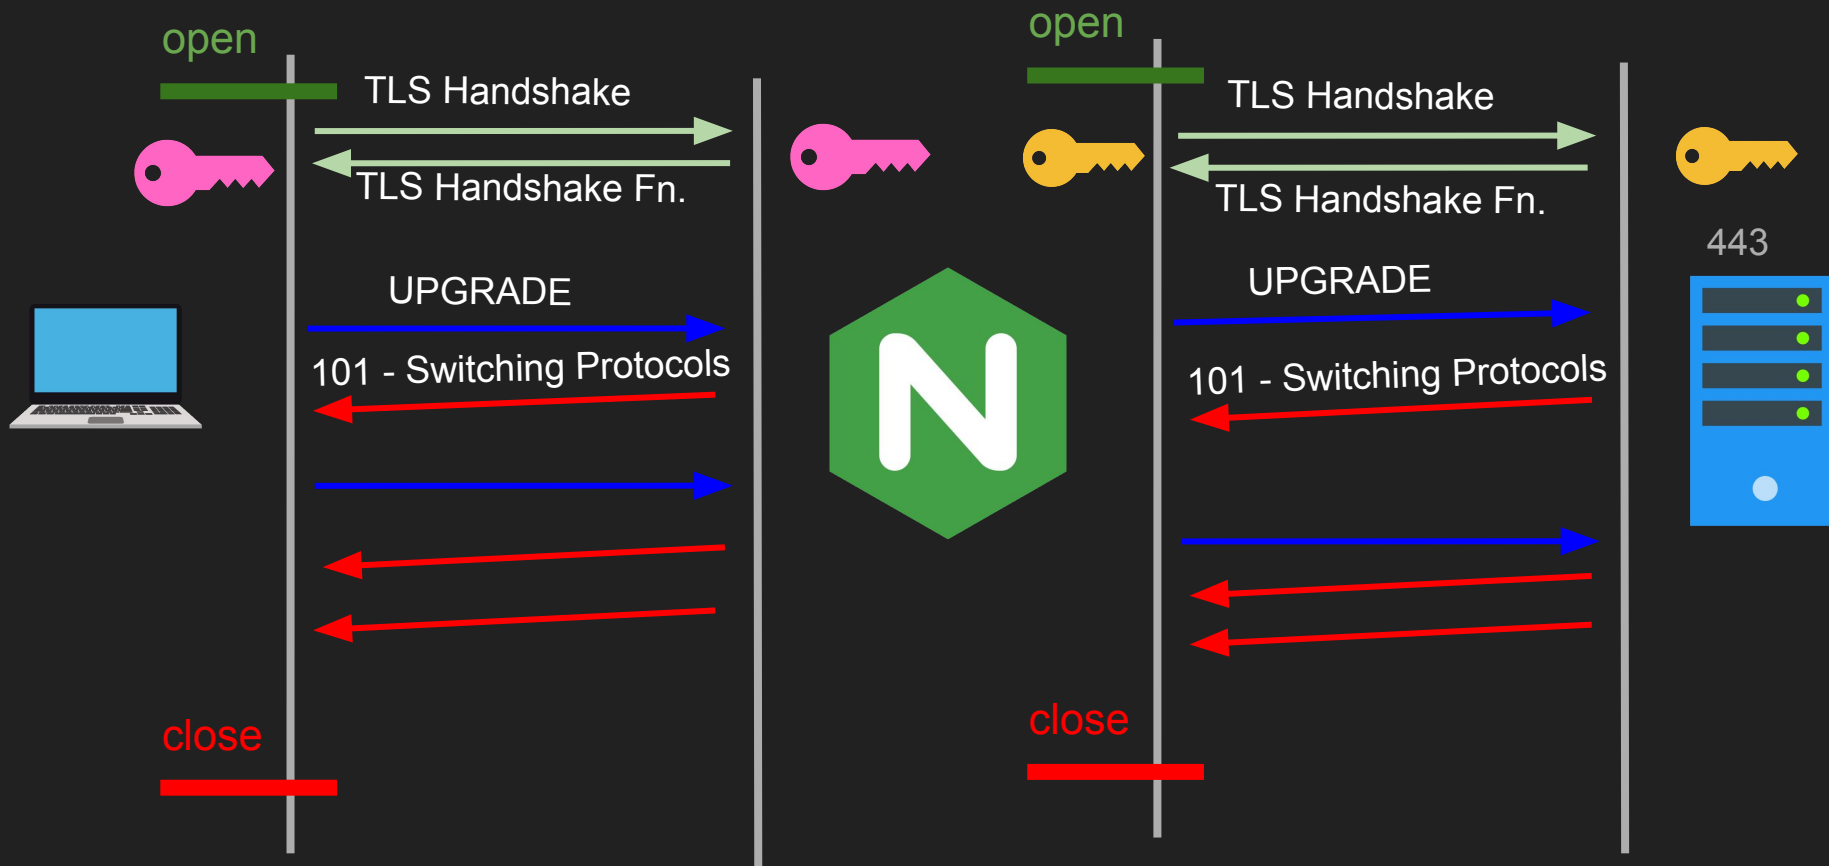 open
TLS Handshake
TLS Handshake Fn.
UPGRADE
101 - Switching Protocols
close
N
open
TLS Handshake
TLS Handshake Fn.
443
UPGRADE
101 - Switching Protocols
close